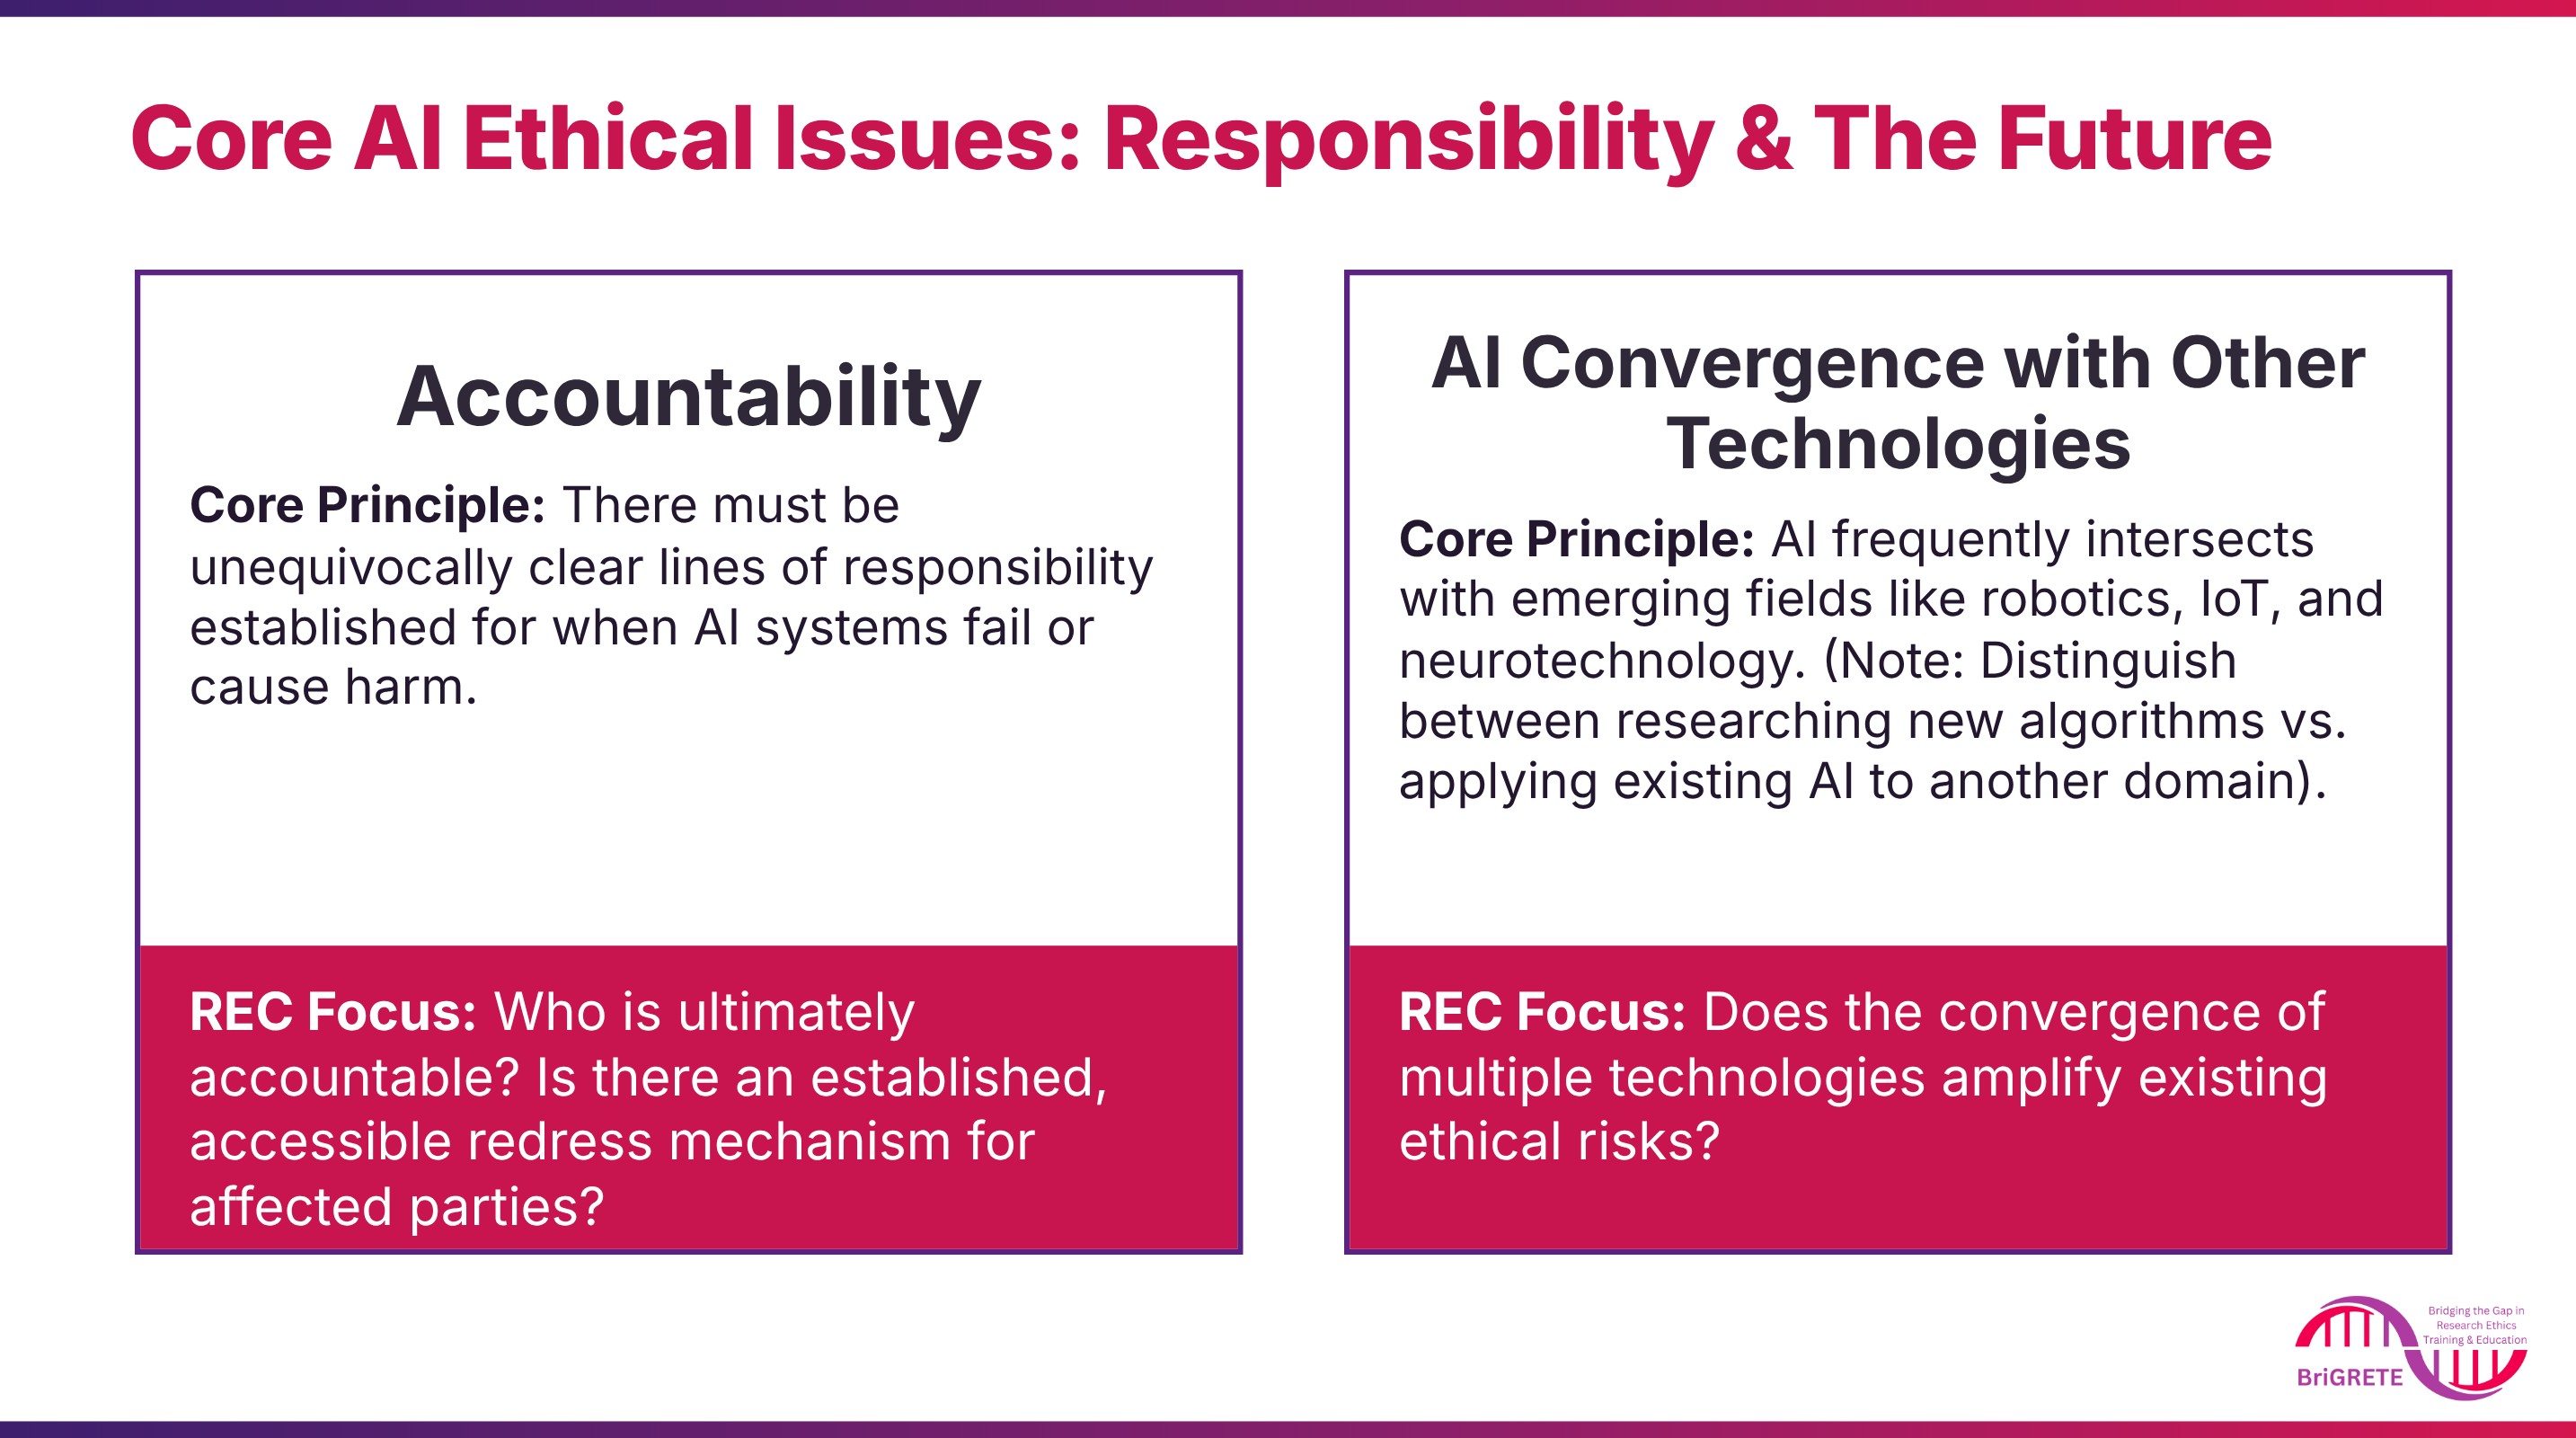 Core AI Ethical Issues: Responsibility & The Future
Accountability
Core Principle: There must be
unequivocally clear lines of responsibility
established for when AI systems fail or
cause harm.
REC Focus: Who is ultimately
accountable? Is there an established,
accessible redress mechanism for
affected parties?
AI Convergence with Other
Technologies
Core Principle: AI frequently intersects
with emerging fields like robotics, IoT, and
neurotechnology. (Note: Distinguish
between researching new algorithms vs.
applying existing AI to another domain).
REC Focus: Does the convergence of
multiple technologies amplify existing
ethical risks?
Bridging the Gap in
Research Ethics
Training & Education
BriGRETE